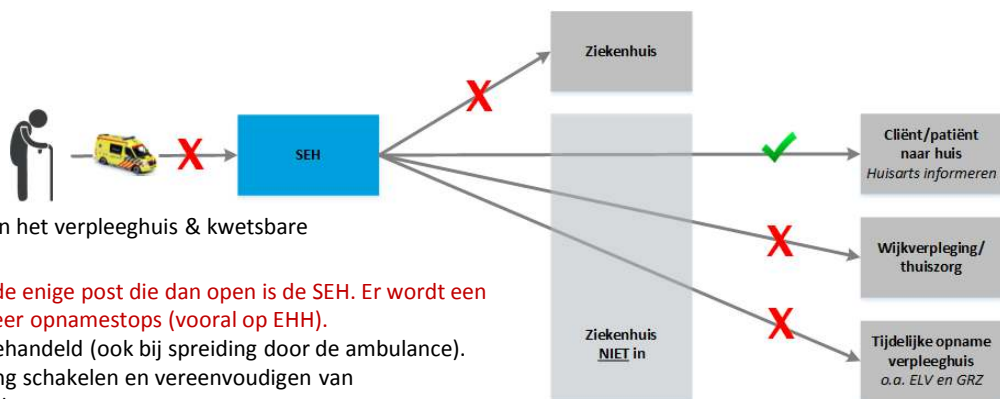 Ziekenhuis
SEH
Cliënt/patiënt
naar huis
Huisarts informeren
n het verpleeghuis & kwetsbare
Wijkverpleging/
thuiszorg
de enige post die dan open is de SEH. Er wordt een
eer opnamestops (vooral op EHH).
ehandeld (ook bij spreiding door de ambulance).
ng schakelen en vereenvoudigen van
Ziekenhuis
NIET in
Tijdelijke opname
verpleeghuis
o.a. ELV en GRZ